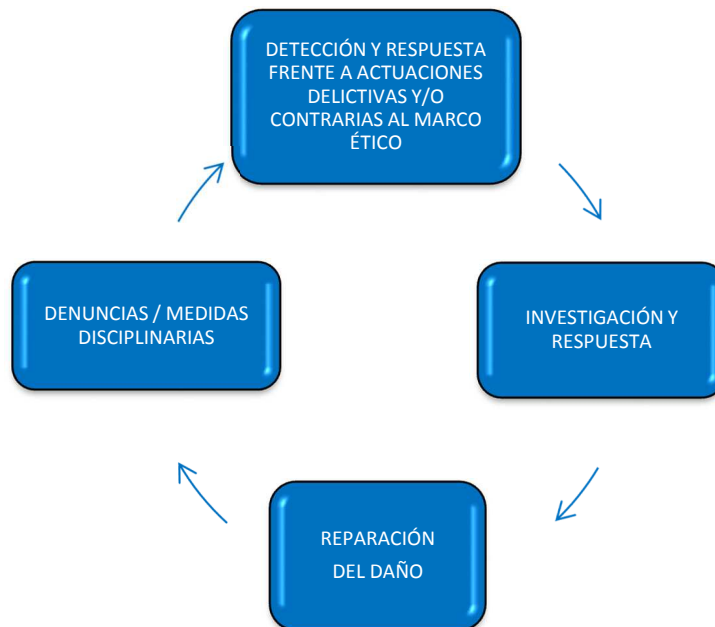 DETECCIÓN Y RESPUESTA
FRENTE A ACTUACIONES
DELICTIVAS Y/O
CONTRARIAS AL MARCO
ÉTICO
INVESTIGACIÓN Y
RESPUESTA
REPARACIÓN
DEL DAÑO
DENUNCIAS / MEDIDAS
DISCIPLINARIAS